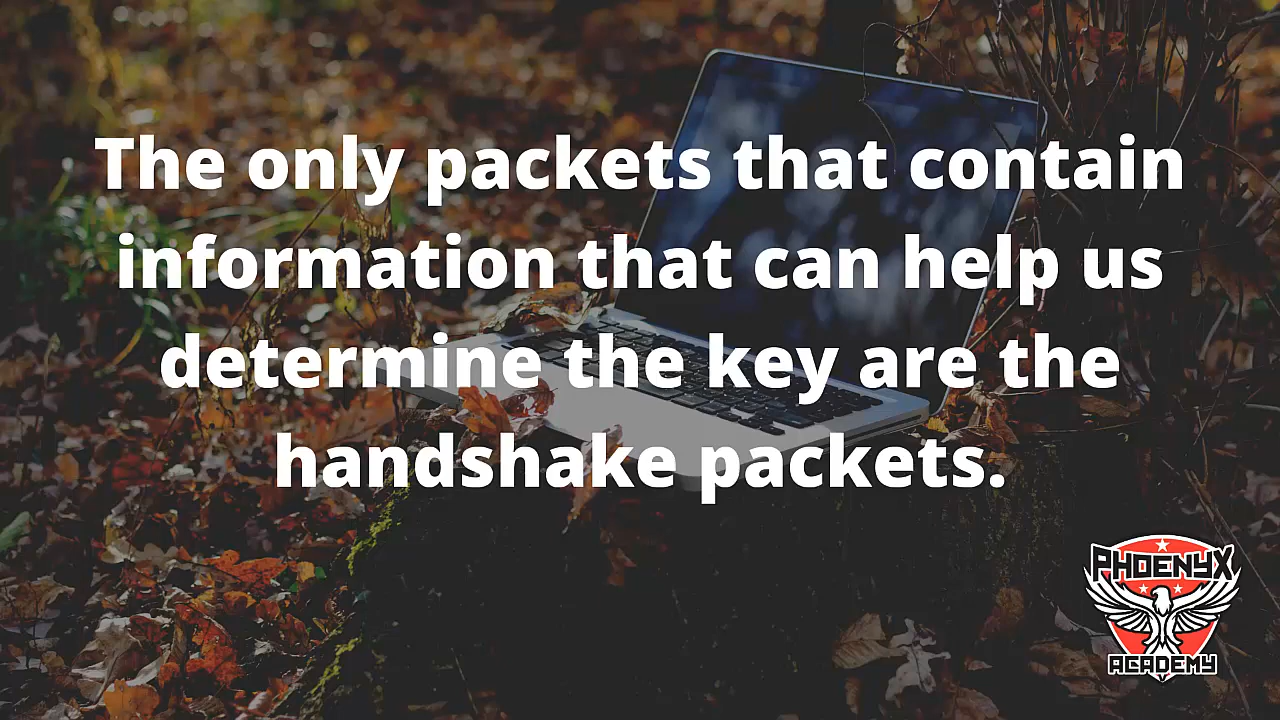 The only packets that contain
information that can help us
determine the key are the
handshake packets.
PHOENYX
ACADEMY